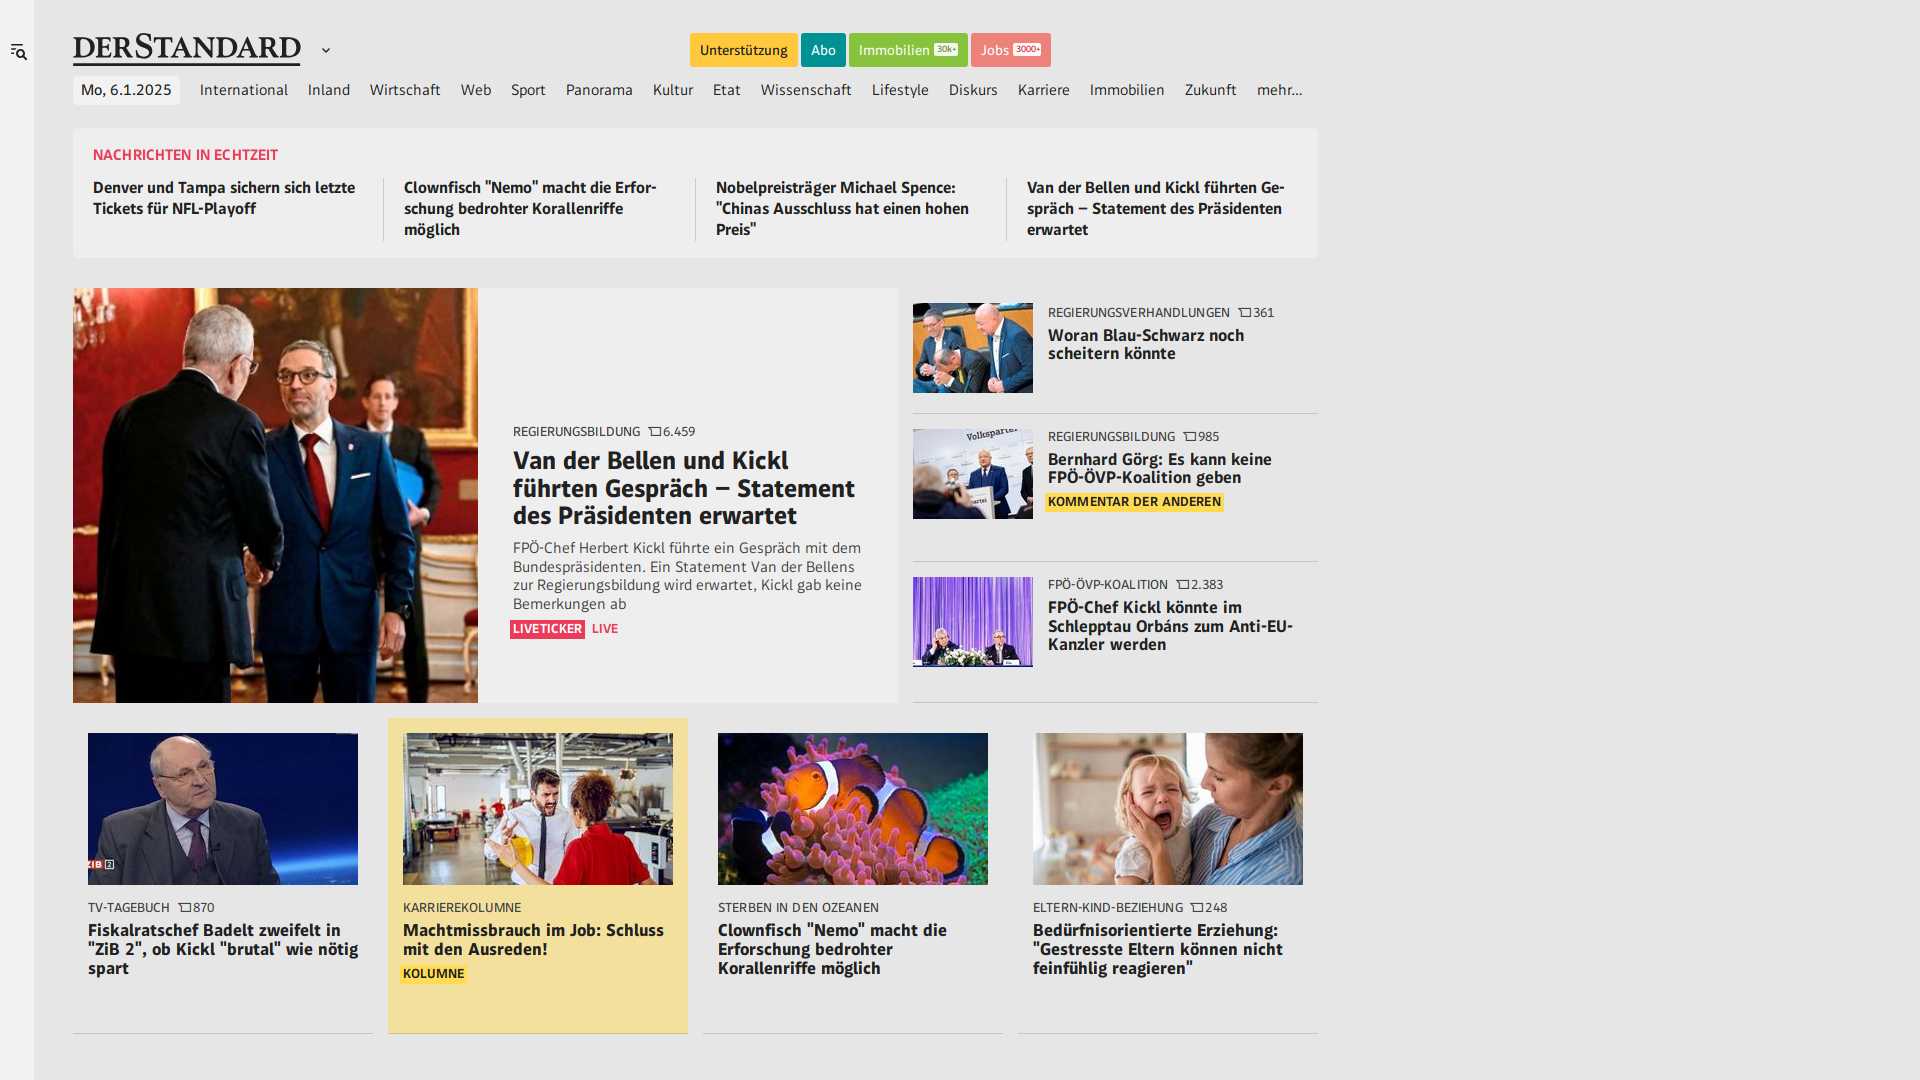 DERSTANDARD
Unterstützung
Abo
Immobilien 30k+
Jobs 3000+
Mo, 6.1.2025
International
Inland
Wirtschaft
Web
Sport
Panorama
Kultur
Etat
Wissenschaft
Lifestyle
Diskurs
Karriere
Immobilien
Zukunft
mehr...
NACHRICHTEN IN ECHTZEIT
Denver und Tampa sichern sich letzte
Tickets für NFL-Playoff
Clownfisch "Nemo" macht die Erfor-
schung bedrohter Korallenriffe
möglich
Nobelpreisträger Michael Spence:
"Chinas Ausschluss hat einen hohen
Preis"
Van der Bellen und Kickl führten Ge-
spräch – Statement des Präsidenten
erwartet
REGIERUNGSBILDUNG 6.459
Van der Bellen und Kickl
führten Gespräch – Statement
des Präsidenten erwartet
FPÖ-Chef Herbert Kickl führte ein Gespräch mit dem
Bundespräsidenten. Ein Statement Van der Bellens
zur Regierungsbildung wird erwartet, Kickl gab keine
Bemerkungen ab
LIVETICKER LIVE
REGIERUNGSVERHANDLUNGEN 361
Woran Blau-Schwarz noch
scheitern könnte
Volkspartei
REGIERUNGSBILDUNG 985
Bernhard Görg: Es kann keine
FPÖ-ÖVP-Koalition geben
KOMMENTAR DER ANDEREN
FPÖ-ÖVP-KOALITION 2.383
FPÖ-Chef Kickl könnte im
Schlepptau Orbáns zum Anti-EU-
Kanzler werden
ZIB 2
TV-TAGEBUCH 870
Fiskalratschef Badelt zweifelt in
"ZiB 2", ob Kickl "brutal" wie nötig
spart
KARRIEREKOLUMNE
Machtmissbrauch im Job: Schluss
mit den Ausreden!
KOLUMNE
STERBEN IN DEN OZEANEN
Clownfisch "Nemo" macht die
Erforschung bedrohter
Korallenriffe möglich
ELTERN-KIND-BEZIEHUNG 248
Bedürfnisorientierte Erziehung:
"Gestresste Eltern können nicht
feinfühlig reagieren"